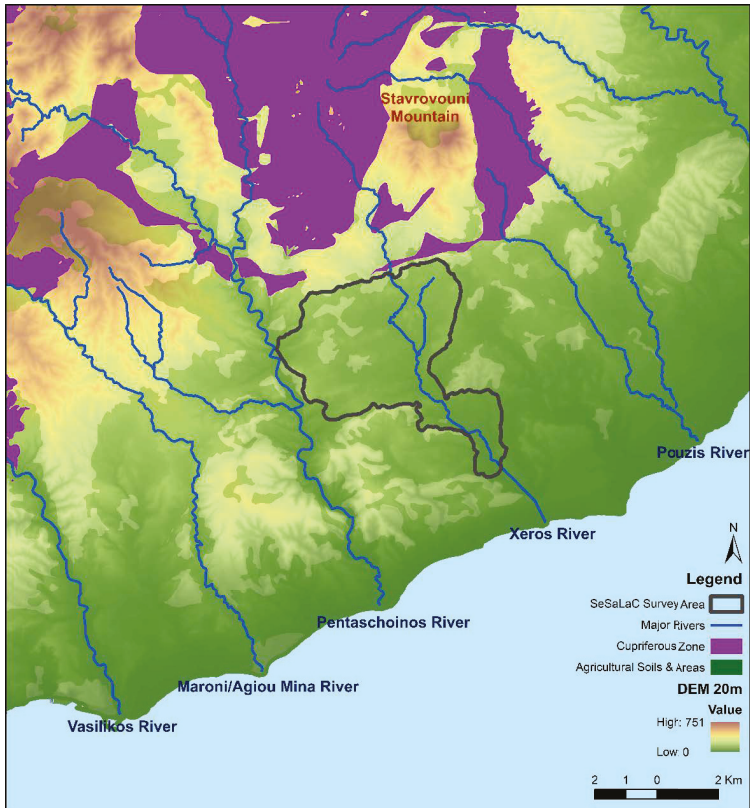 Stavrovouni
Mountain
Pouzis River
Xeros River
Pentaschoinos River
Maroni/Agiou Mina River
Vasilikos River
N
Legend
SeSaLaC Survey Area
Major Rivers
Cupriferous Zone
Agricultural Soils & Areas
DEM 20m
Value
High: 751
Low: 0
2 1 0 2 Km